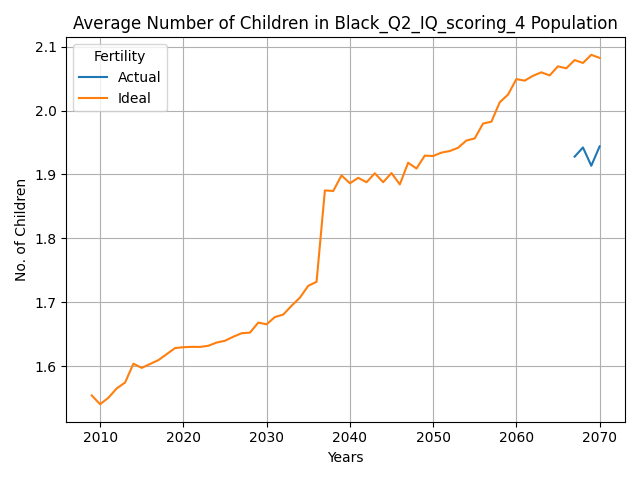 Average Number of Children in Black_Q2_IQ_scoring_4 Population
Fertility
Actual
Ideal
No. of Children
2.1
2.0
1.9
1.8
1.7
1.6
2010 2020 2030 2040 2050 2060 2070
Years